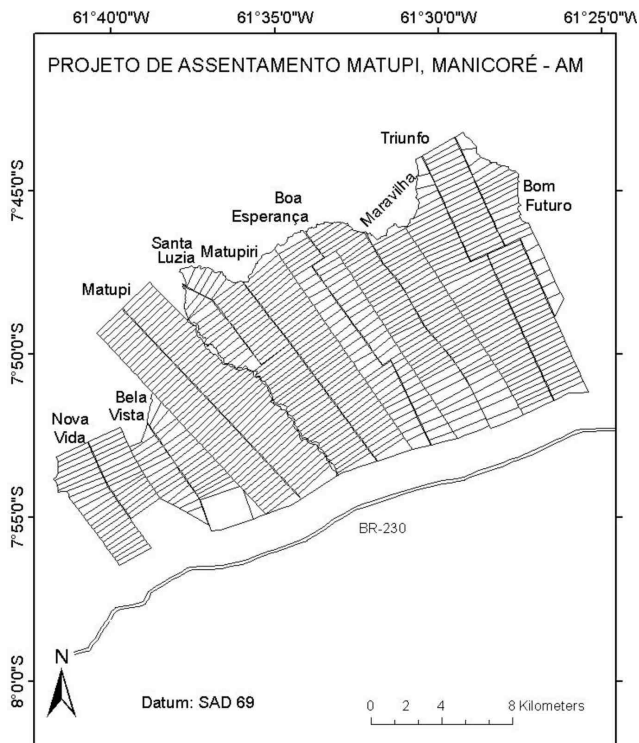 61°40'0"W 61°35'0"W 61°30'0"W 61°25'0"W
PROJETO DE ASSENTAMENTO MATUPI, MANICORÉ - AM
Triunfo
7°45'0"S
Maravilha
Bom
Futuro
Boa
Esperança
Santa
Luzia
Matupiri
Matupi
7°50'0"S
Bela
Vista
Nova
Vida
7°55'0"S
BR-230
N
8°0'0"S
Datum: SAD 69
0 2 4 8 Kilometers